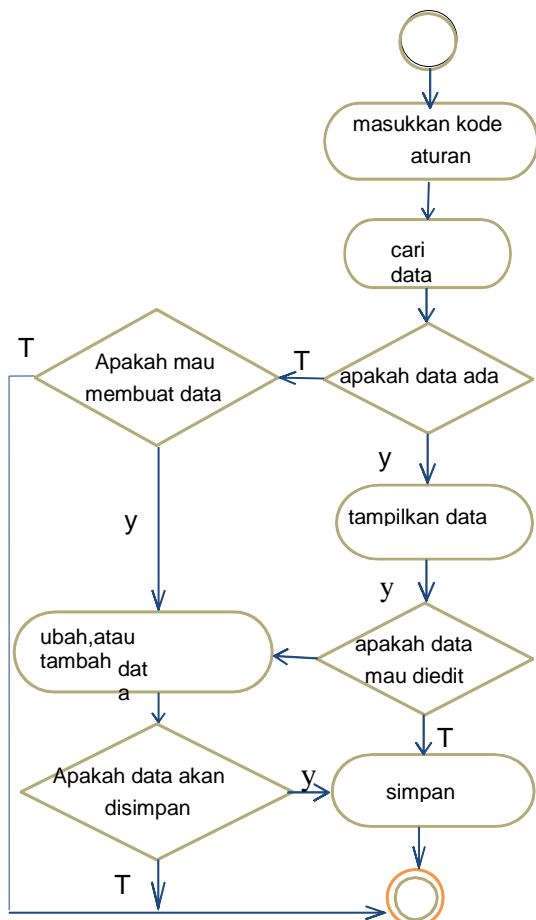 masukkan kode
aturan
cari
data
T
Apakah mau
membuat data
T
apakah data ada
y
y
tampilkan data
y
ubah,atau
tambah dat
a
apakah data
mau diedit
T
Apakah data akan
disimpan
y
simpan
T